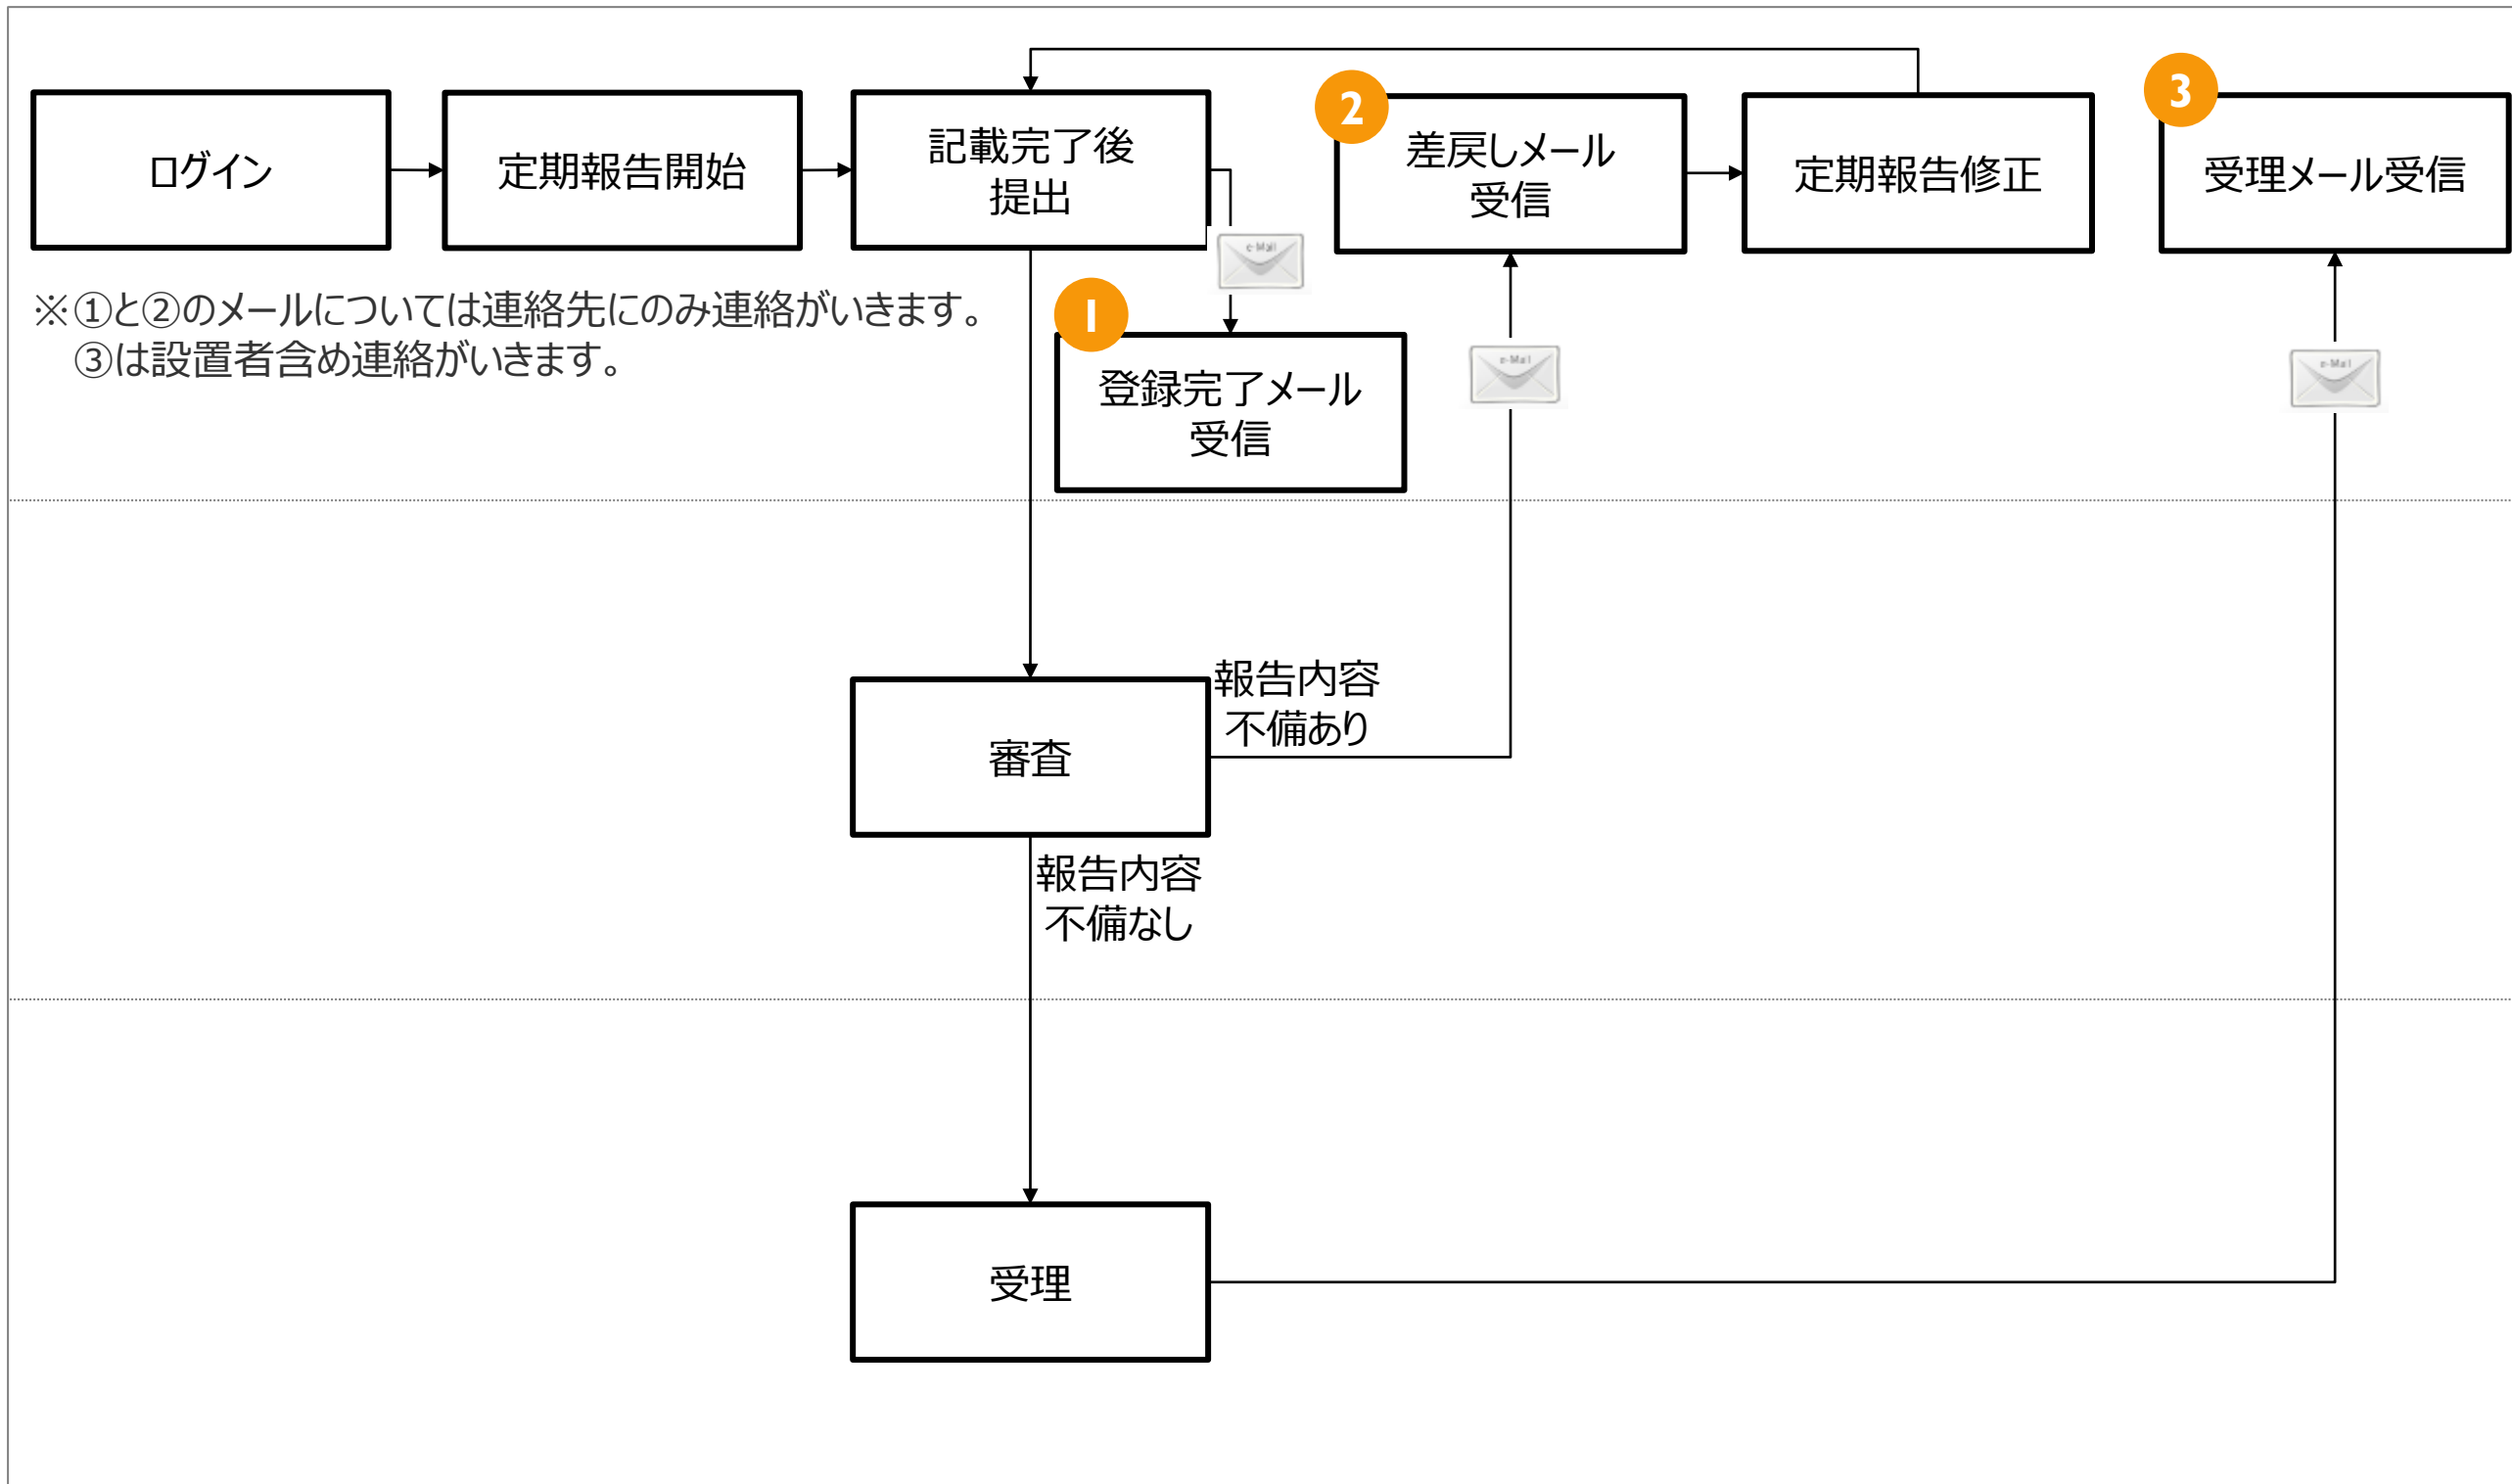 ログイン
定期報告開始
記載完了後
提出
2
差戻しメール
受信
定期報告修正
3
受理メール受信
e-Mail
※①と②のメールについては連絡先にのみ連絡がいきます。
③は設置者含め連絡がいきます。
1
登録完了メール
受信
e-Mail
e-Mail
報告内容
不備あり
審査
報告内容
不備なし
受理